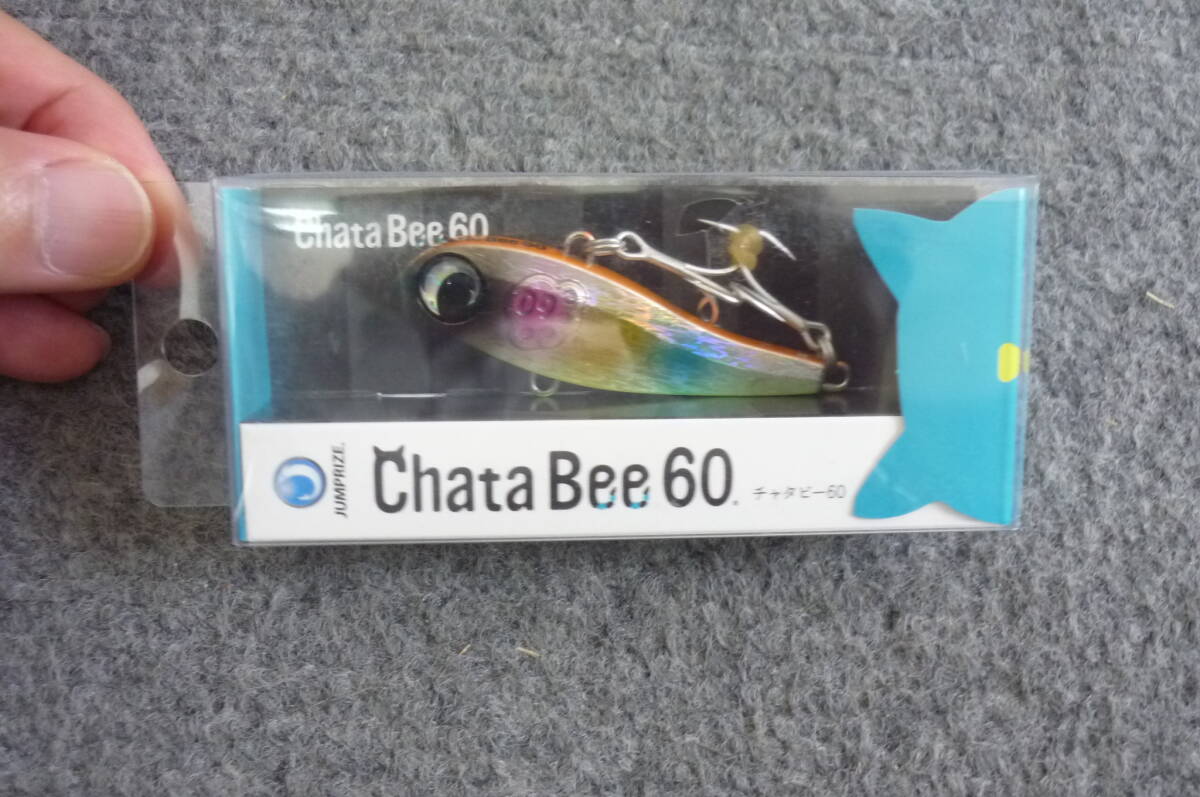 Chata Bee 60
JUMPRIZE.
Chata Bee 60.
チャタビー60